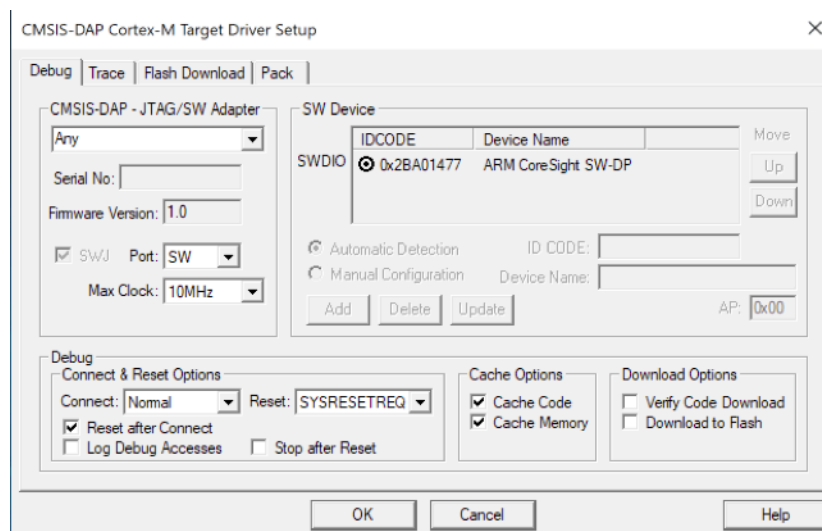 CMSIS-DAP Cortex-M Target Driver Setup
Debug Trace Flash Download Pack
CMSIS-DAP - JTAG/SW Adapter
Any
Serial No:
Firmware Version: 1.0
SWJ Port: SW
Max Clock: 10MHz
SW Device
IDCODE Device Name
SWDIO 0x2BA01477 ARM CoreSight SW-DP
Move
Up
Down
Automatic Detection ID CODE:
Manual Configuration Device Name:
Add Delete Update AP: 0x00
Debug
Connect & Reset Options
Connect: Normal Reset: SYSRESETREQ
Reset after Connect
Log Debug Accesses Stop after Reset
Cache Options
Cache Code
Cache Memory
Download Options
Verify Code Download
Download to Flash
OK Cancel Help